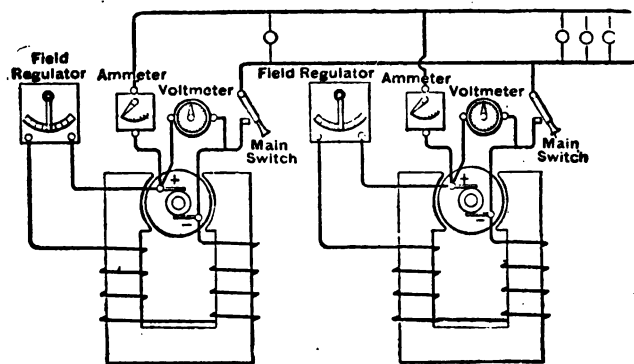 Field
Regulator
Ammeter
Voltmeter
Main
Switch
+
−
Field Regulator
Ammeter
Voltmeter
Main
Switch
+
−